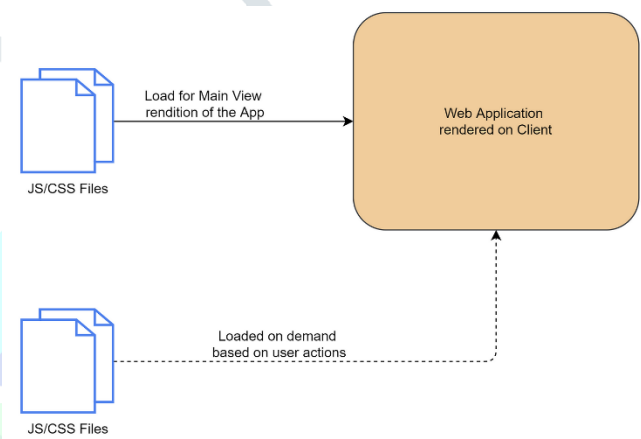 Load for Main View
rendition of the App
Web Application
rendered on Client
JS/CSS Files
Loaded on demand
based on user actions
JS/CSS Files